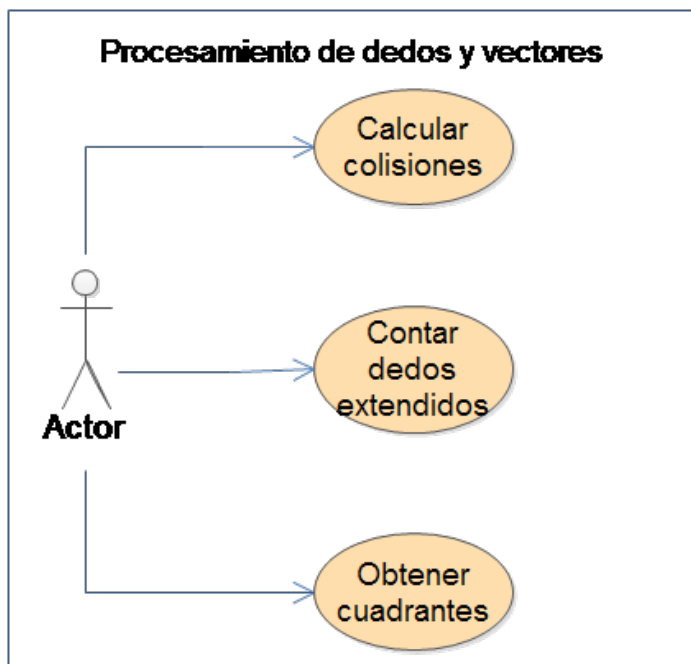 Procesamiento de dedos y vectores
Calcular
colisiones
Contar
dedos
extendidos
Actor
Obtener
cuadrantes